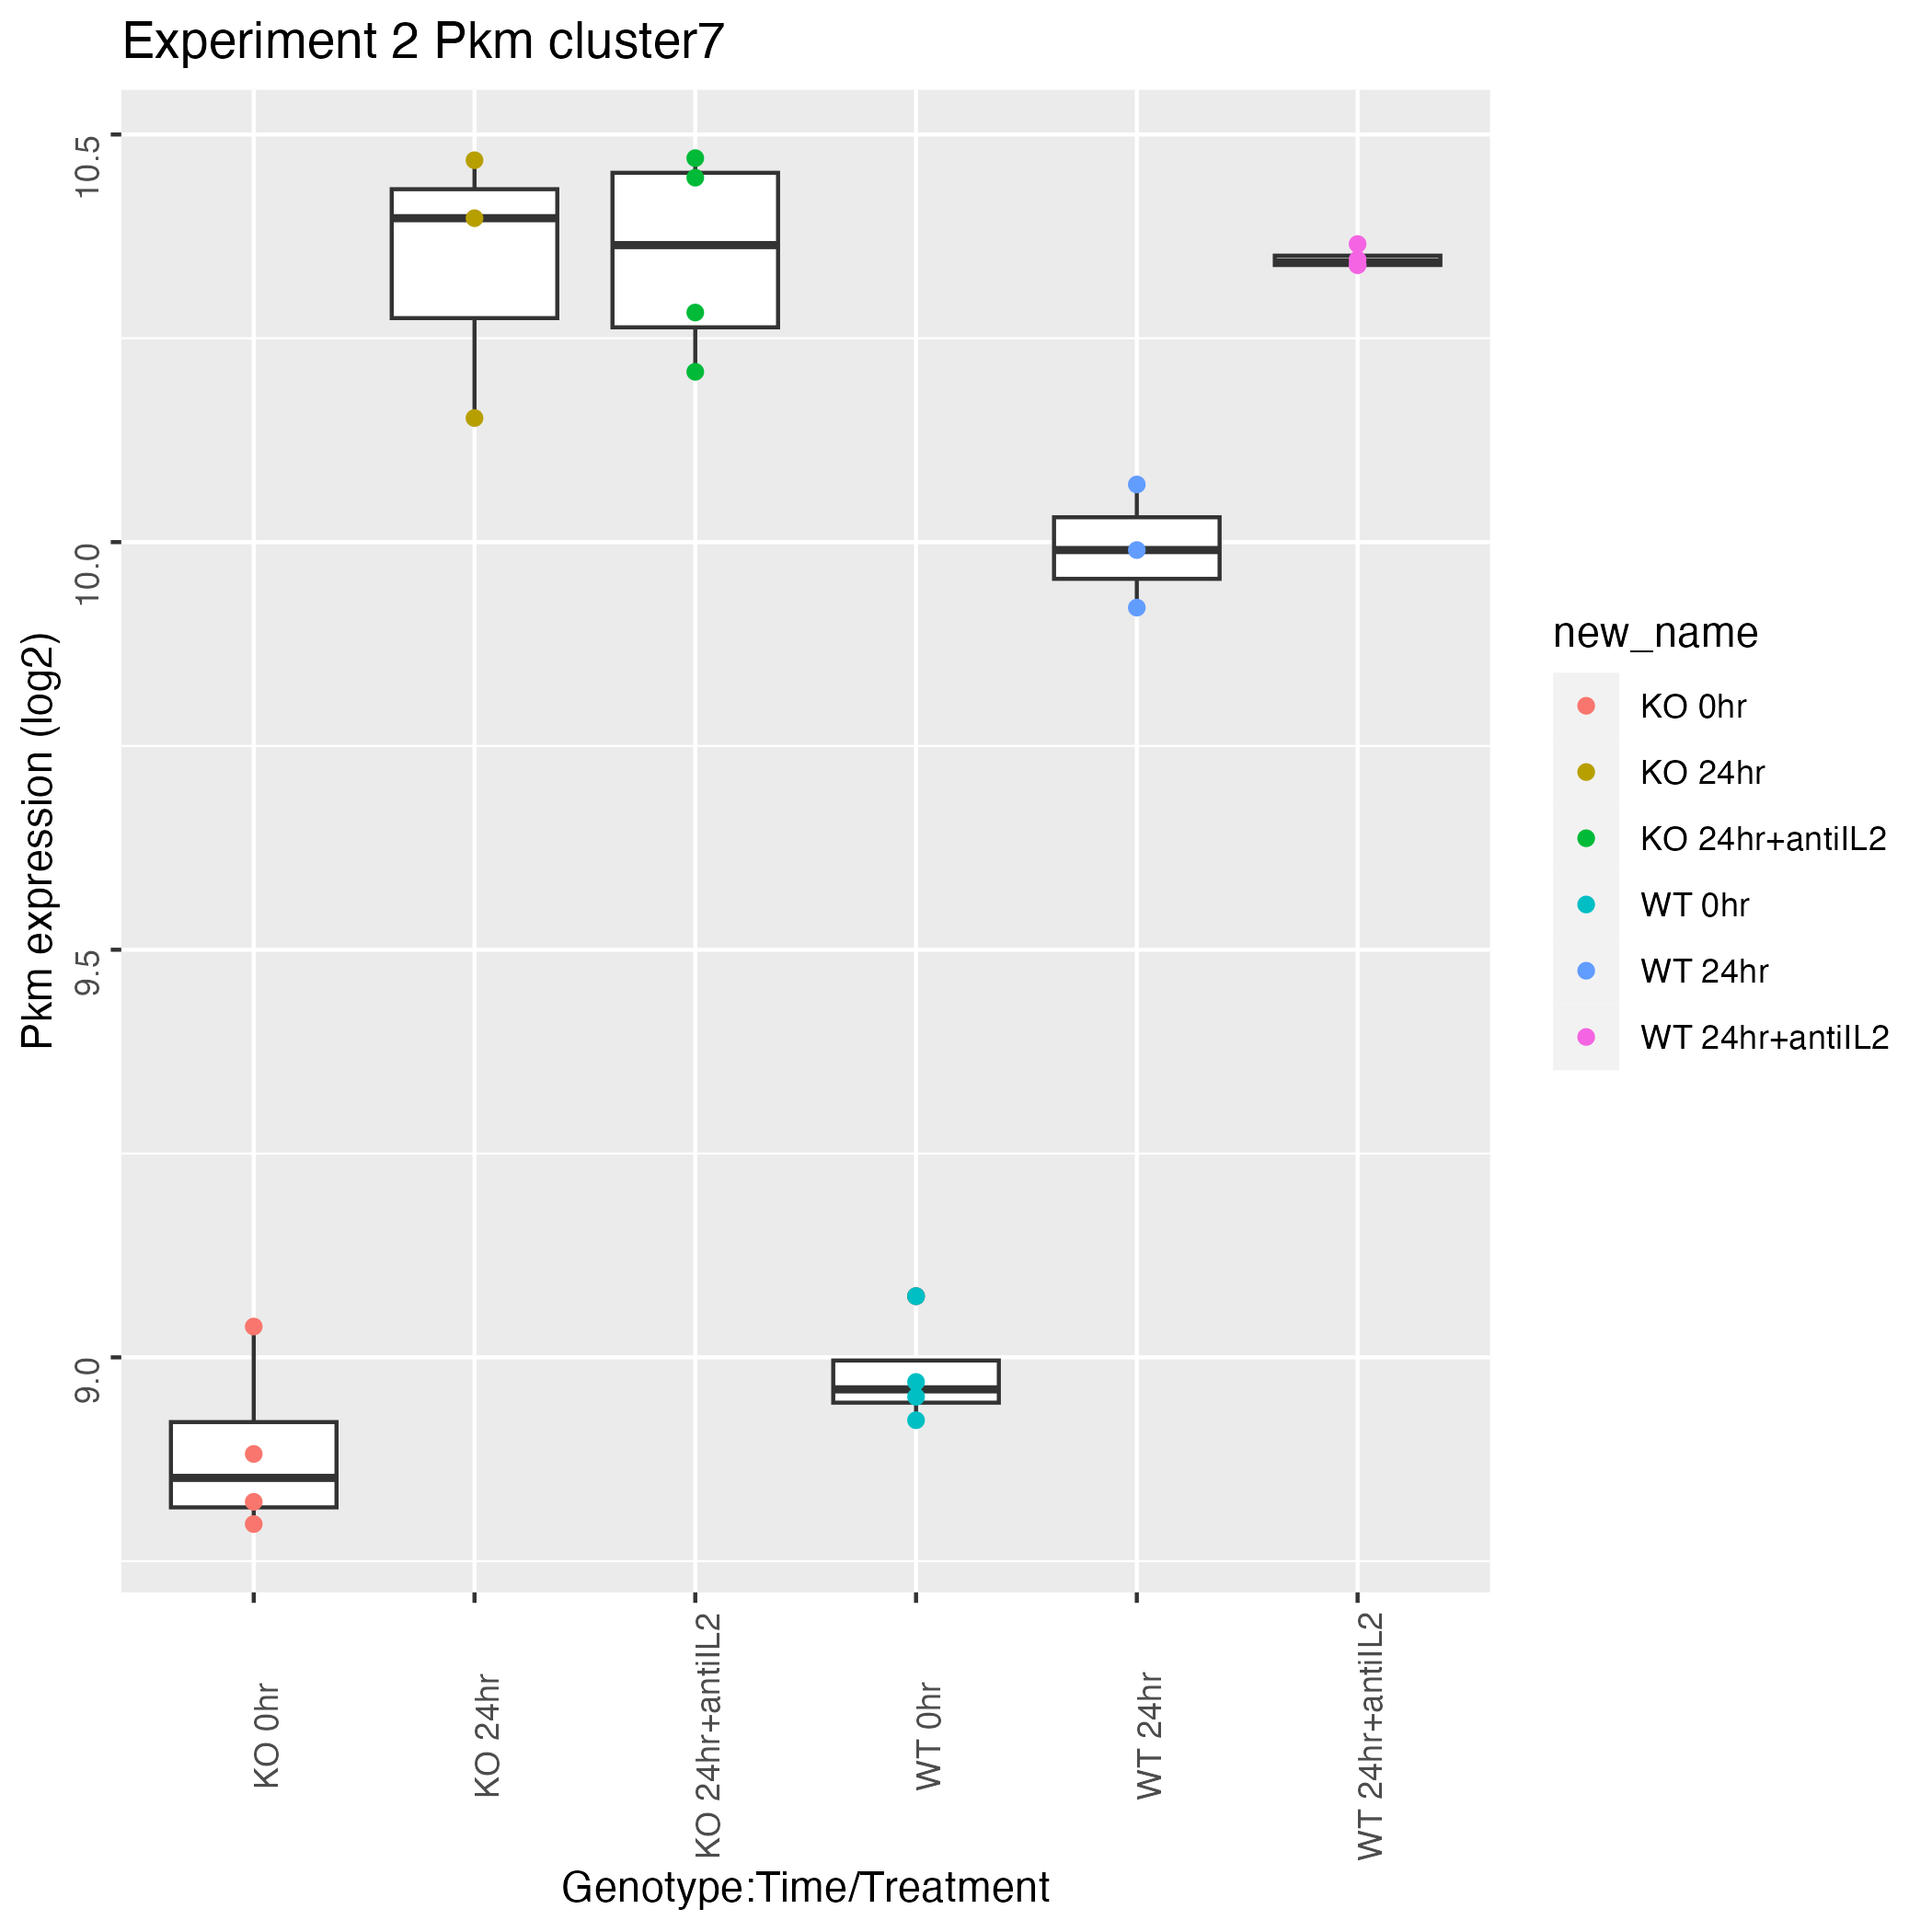 Experiment 2 Pkm cluster7
Pkm expression (log2)
10.5
10.0
9.5
9.0
KO 0hr
KO 24hr
KO 24hr+antiIL2
WT 0hr
WT 24hr
WT 24hr+antiIL2
Genotype:Time/Treatment
new_name
KO 0hr
KO 24hr
KO 24hr+antiIL2
WT 0hr
WT 24hr
WT 24hr+antiIL2